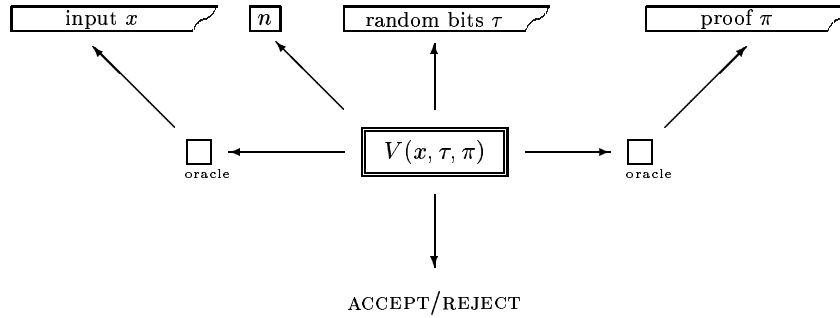 input x
n
random bits τ
proof π
V(x, τ, π)
oracle
oracle
ACCEPT/REJECT